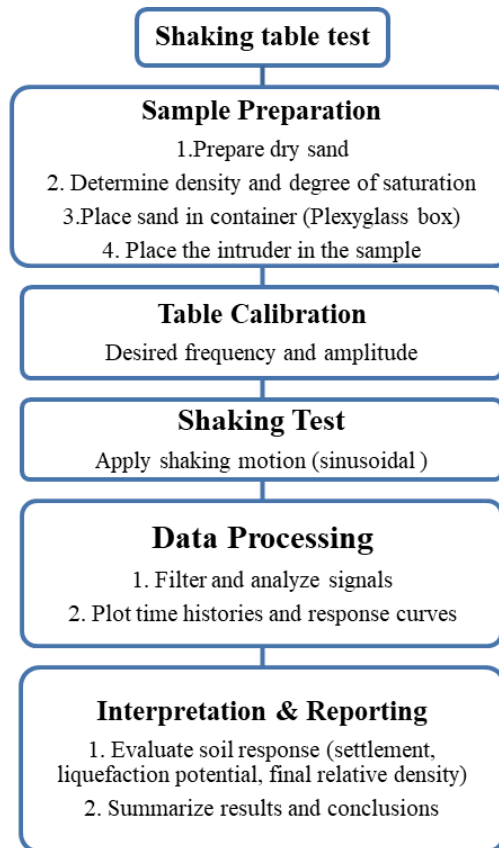 Shaking table test
Sample Preparation
1.Prepare dry sand
2. Determine density and degree of saturation
3.Place sand in container (Plexyglass box)
4. Place the intruder in the sample
Table Calibration
Desired frequency and amplitude
Shaking Test
Apply shaking motion (sinusoidal )
Data Processing
1. Filter and analyze signals
2. Plot time histories and response curves
Interpretation & Reporting
1. Evaluate soil response (settlement,
liquefaction potential, final relative density)
2. Summarize results and conclusions